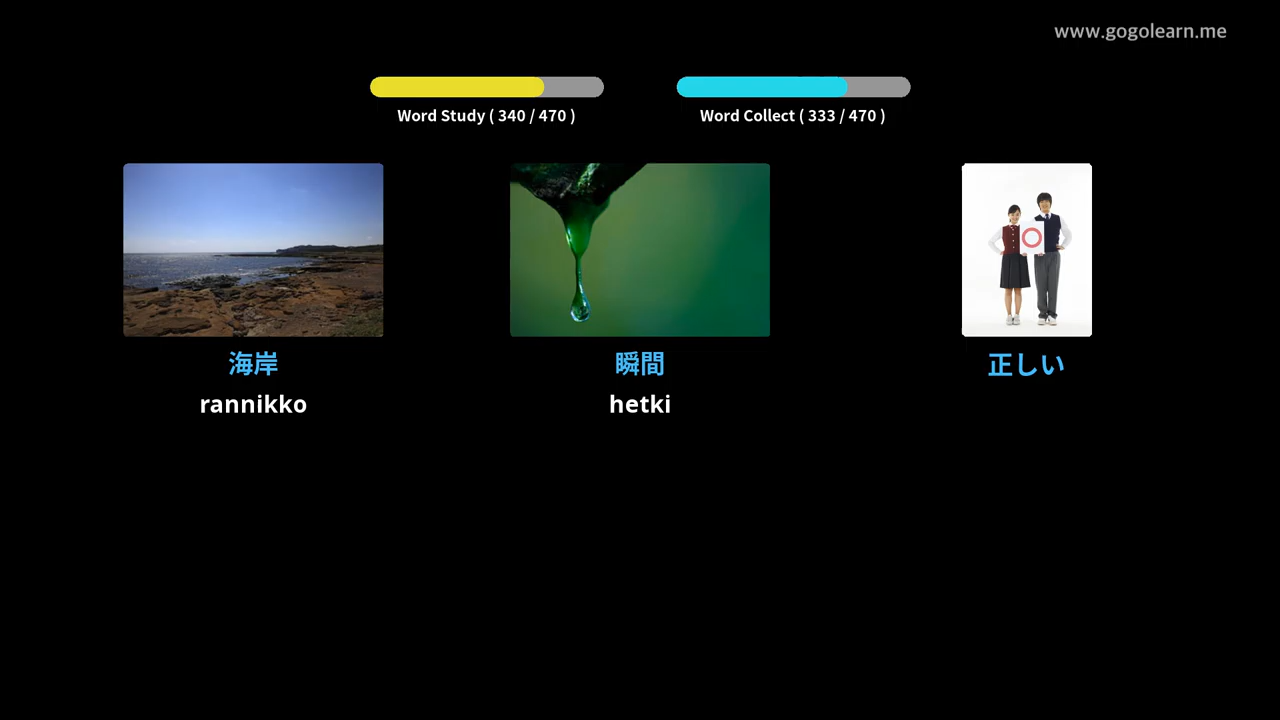 www.gogolearn.me
Word Study ( 340 / 470 )
Word Collect ( 333 / 470 )
海岸
瞬間
正しい
rannikko
hetki